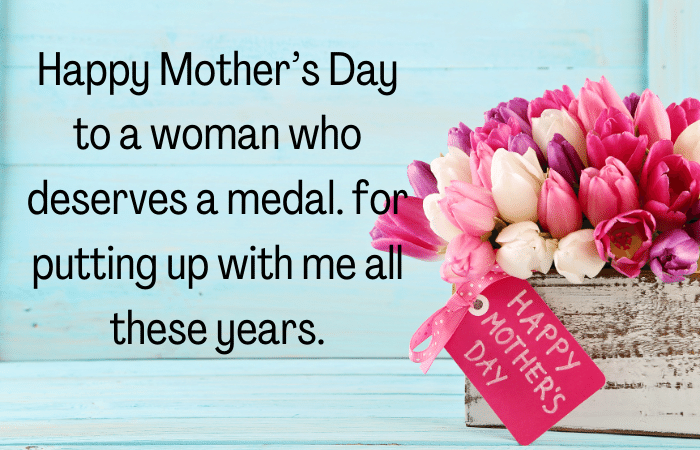 Happy Mother’s Day
to a woman who
deserves a medal. for
putting up with me all
these years.
HAPPY
MOTHER'S
DAY